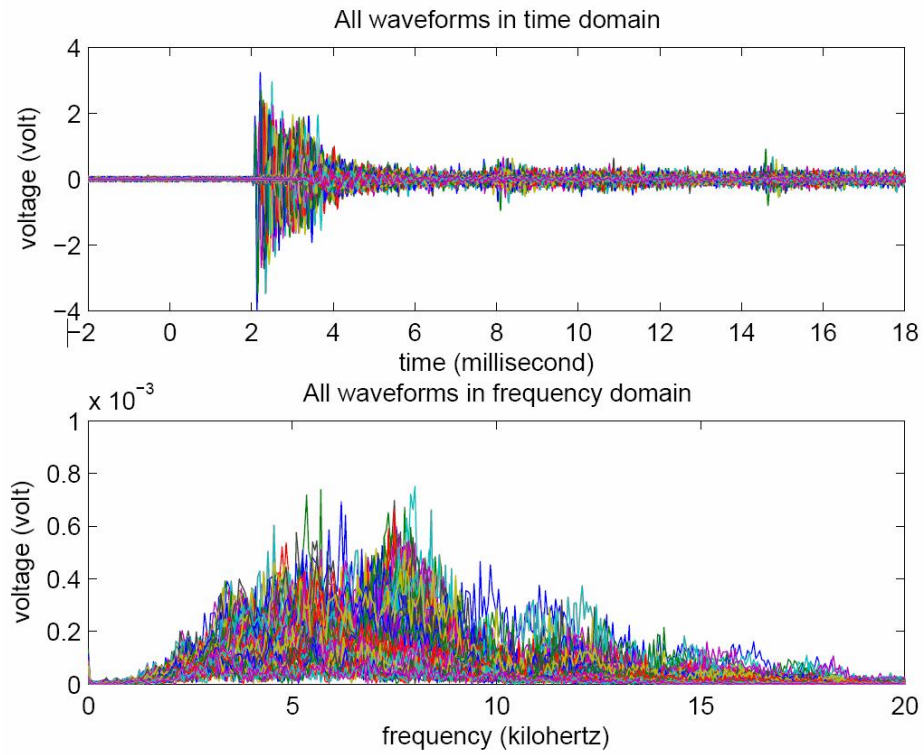 All waveforms in time domain
4
2
0
−2
−4
voltage (volt)
−2 0 2 4 6 8 10 12 14 16 18
time (millisecond)
x 10⁻³
All waveforms in frequency domain
1
0.8
0.6
0.4
0.2
0
voltage (volt)
0 5 10 15 20
frequency (kilohertz)